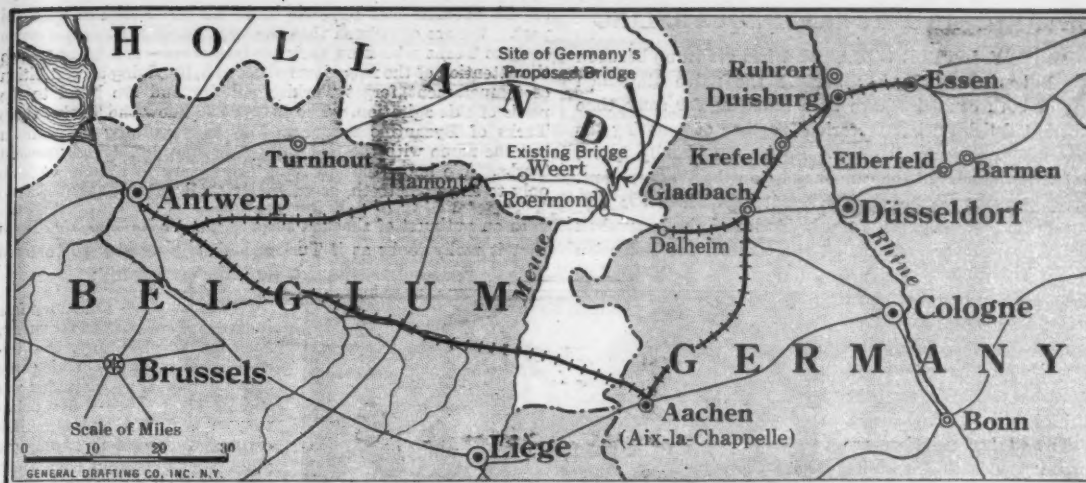 HOLLAND
Site of Germany's
Proposed Bridge
Ruhrort
Duisburg
Essen
Turnhout
Existing Bridge
Weert
Hamont
Krefeld
Elberfeld
Barmen
Antwerp
Roermond
Gladbach
Düsseldorf
Dalheim
Meuse
Rhine
BELGIUM
Cologne
GERMANY
Brussels
Aachen
(Aix-la-Chappelle)
Bonn
Scale of Miles
0 10 20 30
Liège
GENERAL DRAFTING CO. INC. N.Y.